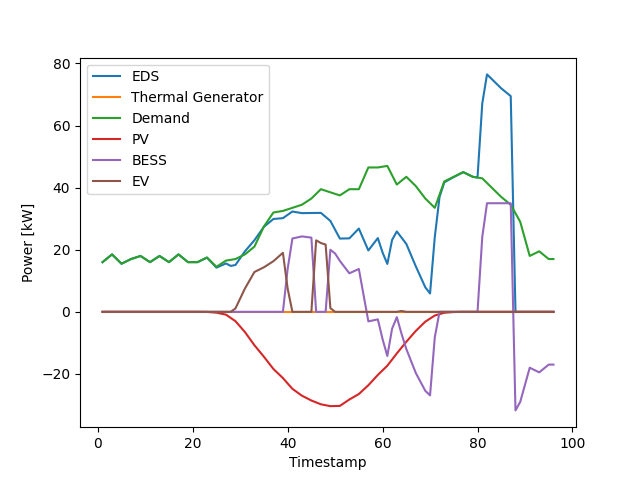 80
60
40
20
0
−20
Power [kW]
EDS
Thermal Generator
Demand
PV
BESS
EV
0 20 40 60 80 100
Timestamp